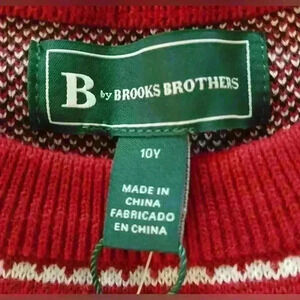 B by BROOKS BROTHERS
10Y
MADE IN
CHINA
FABRICADO
EN CHINA